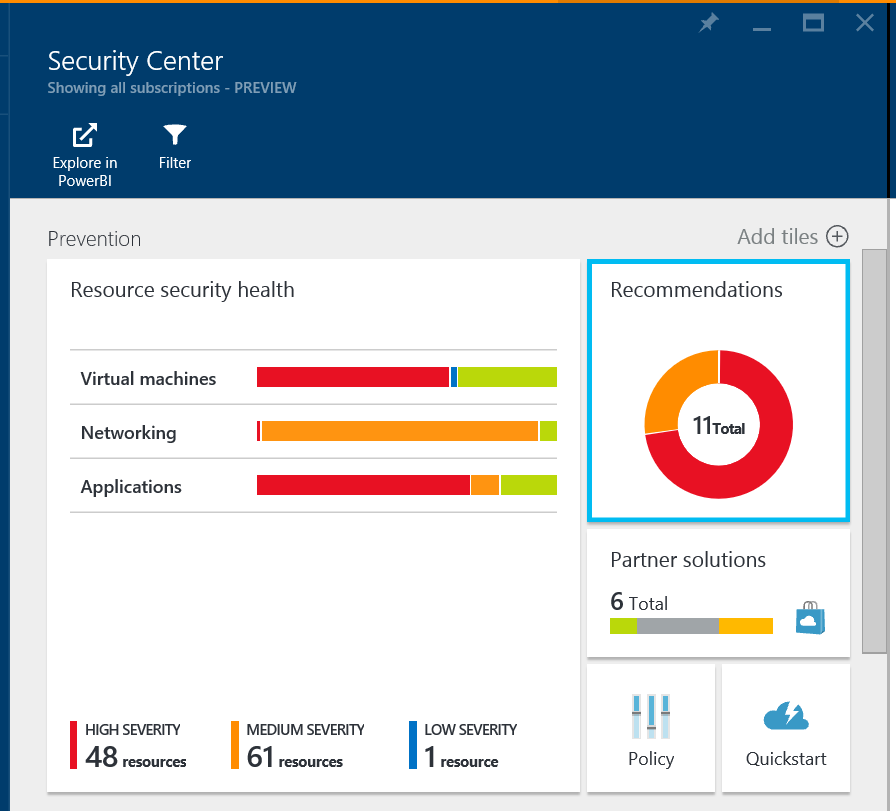 Security Center
Showing all subscriptions - PREVIEW
Explore in
PowerBI
Filter
Prevention
Add tiles
Resource security health
Virtual machines
Networking
Applications
HIGH SEVERITY
48 resources
MEDIUM SEVERITY
61 resources
LOW SEVERITY
1 resource
Recommendations
11 Total
Partner solutions
6 Total
Policy
Quickstart